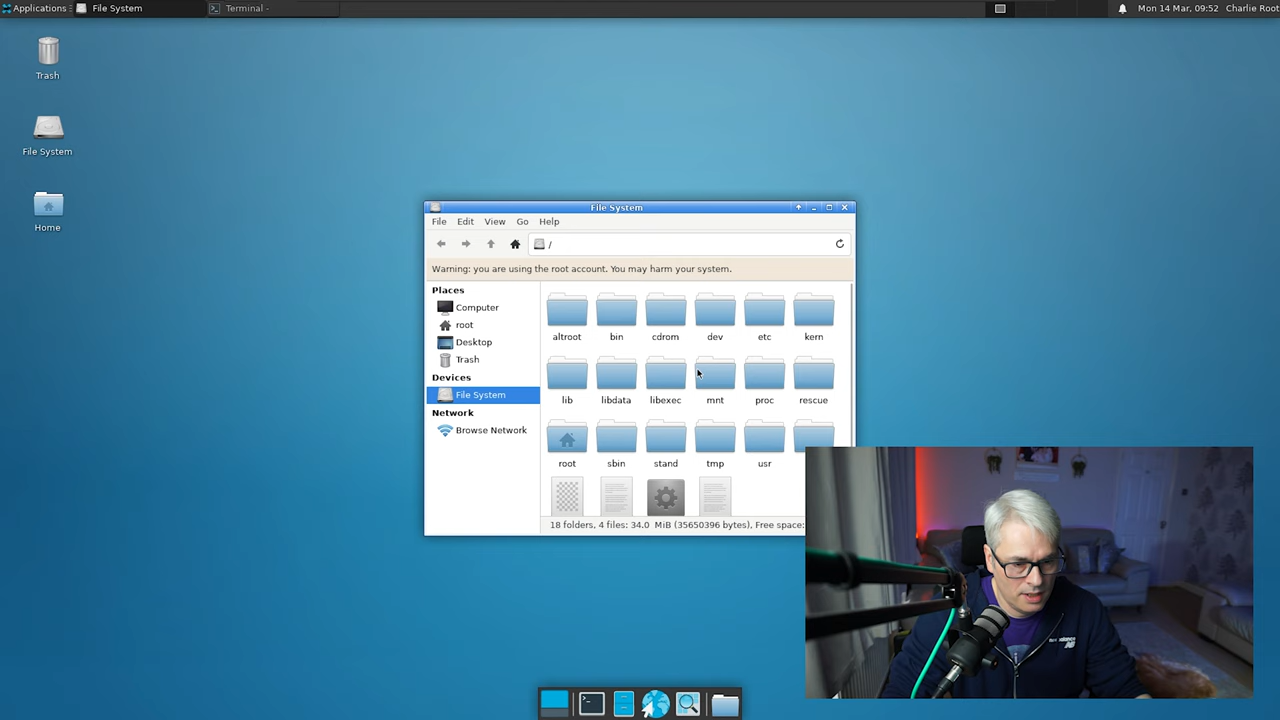 Applications
File System
Terminal -
Mon 14 Mar, 09:52
Charlie Root
Trash
File System
Home
File System
File Edit View Go Help
/
Warning: you are using the root account. You may harm your system.
Places
Computer
root
Desktop
Trash
Devices
File System
Network
Browse Network
altroot bin cdrom dev etc kern
lib libdata libexec mnt proc rescue
root sbin stand tmp usr
18 folders, 4 files: 34.0 MiB (35650396 bytes), Free space: